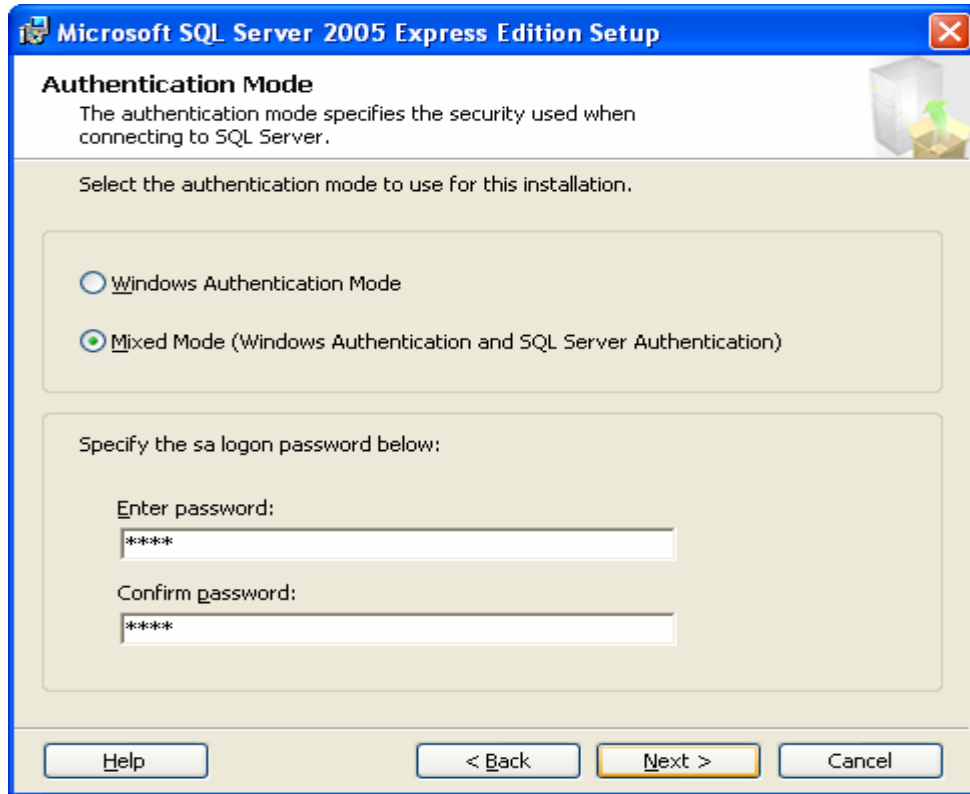 Microsoft SQL Server 2005 Express Edition Setup
Authentication Mode
The authentication mode specifies the security used when
connecting to SQL Server.
Select the authentication mode to use for this installation.
Windows Authentication Mode
Mixed Mode (Windows Authentication and SQL Server Authentication)
Specify the sa logon password below:
Enter password:
****
Confirm password:
****
Help
< Back
Next >
Cancel